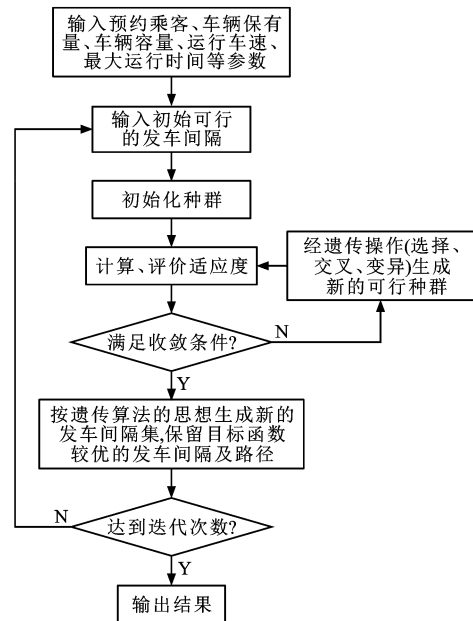 输入预约乘客、车辆保有
量、车辆容量、运行车速、
最大运行时间等参数
输入初始可行
的发车间隔
初始化种群
计算、评价适应度
经遗传操作(选择、
交叉、变异)生成
新的可行种群
满足收敛条件?
N
Y
按遗传算法的思想生成新的
发车间隔集,保留目标函数
较优的发车间隔及路径
达到迭代次数?
N
Y
输出结果